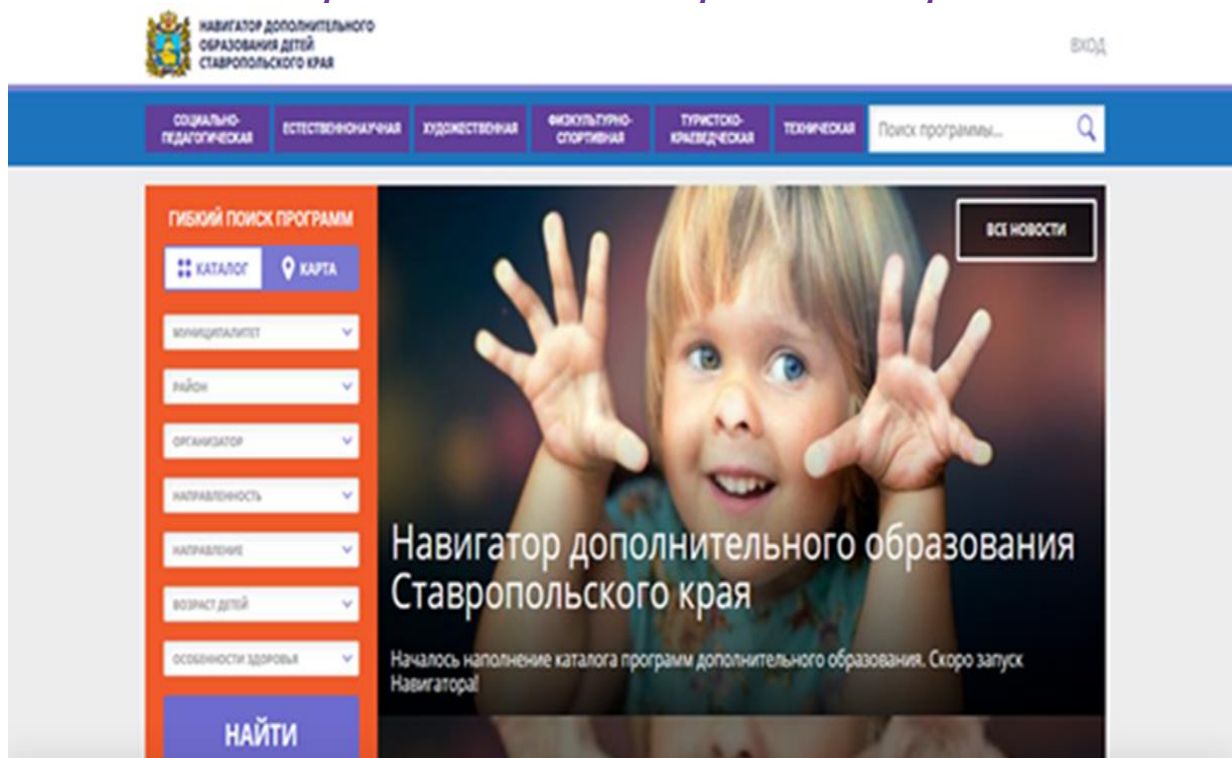 НАВИГАТОР ДОПОЛНИТЕЛЬНОГО
ОБРАЗОВАНИЯ ДЕТЕЙ
СТАВРОПОЛЬСКОГО КРАЯ
ВХОД
СОЦИАЛЬНО-
ПЕДАГОГИЧЕСКАЯ
ЕСТЕСТВЕННОНАУЧНАЯ
ХУДОЖЕСТВЕННАЯ
ФИЗКУЛЬТУРНО-
СПОРТИВНАЯ
ТУРИСТСКО-
КРАЕВЕДЧЕСКАЯ
ТЕХНИЧЕСКАЯ
Поиск программы...
ГИБКИЙ ПОИСК ПРОГРАММ
КАТАЛОГ
КАРТА
МУНИЦИПАЛИТЕТ
РАЙОН
ОРГАНИЗАТОР
НАПРАВЛЕННОСТЬ
НАПРАВЛЕНИЕ
ВОЗРАСТ ДЕТЕЙ
ОСОБЕННОСТИ ЗДОРОВЬЯ
НАЙТИ
ВСЕ НОВОСТИ
Навигатор дополнительного образования
Ставропольского края
Началось наполнение каталога программ дополнительного образования. Скоро запуск
Навигатора!